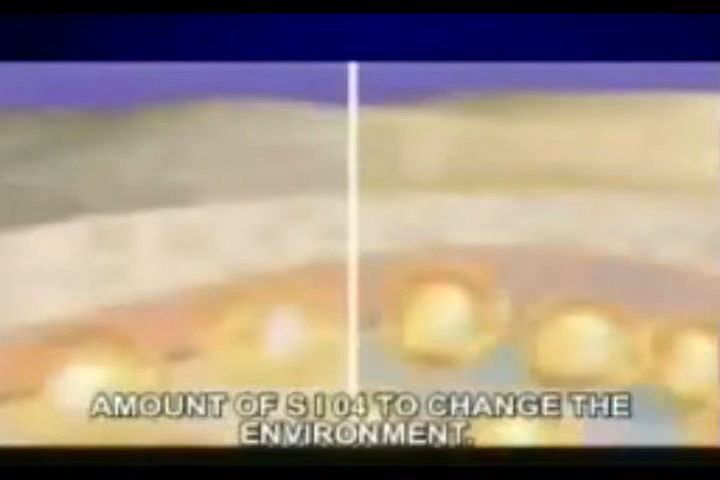 AMOUNT OF S I 04 TO CHANGE THE
ENVIRONMENT.